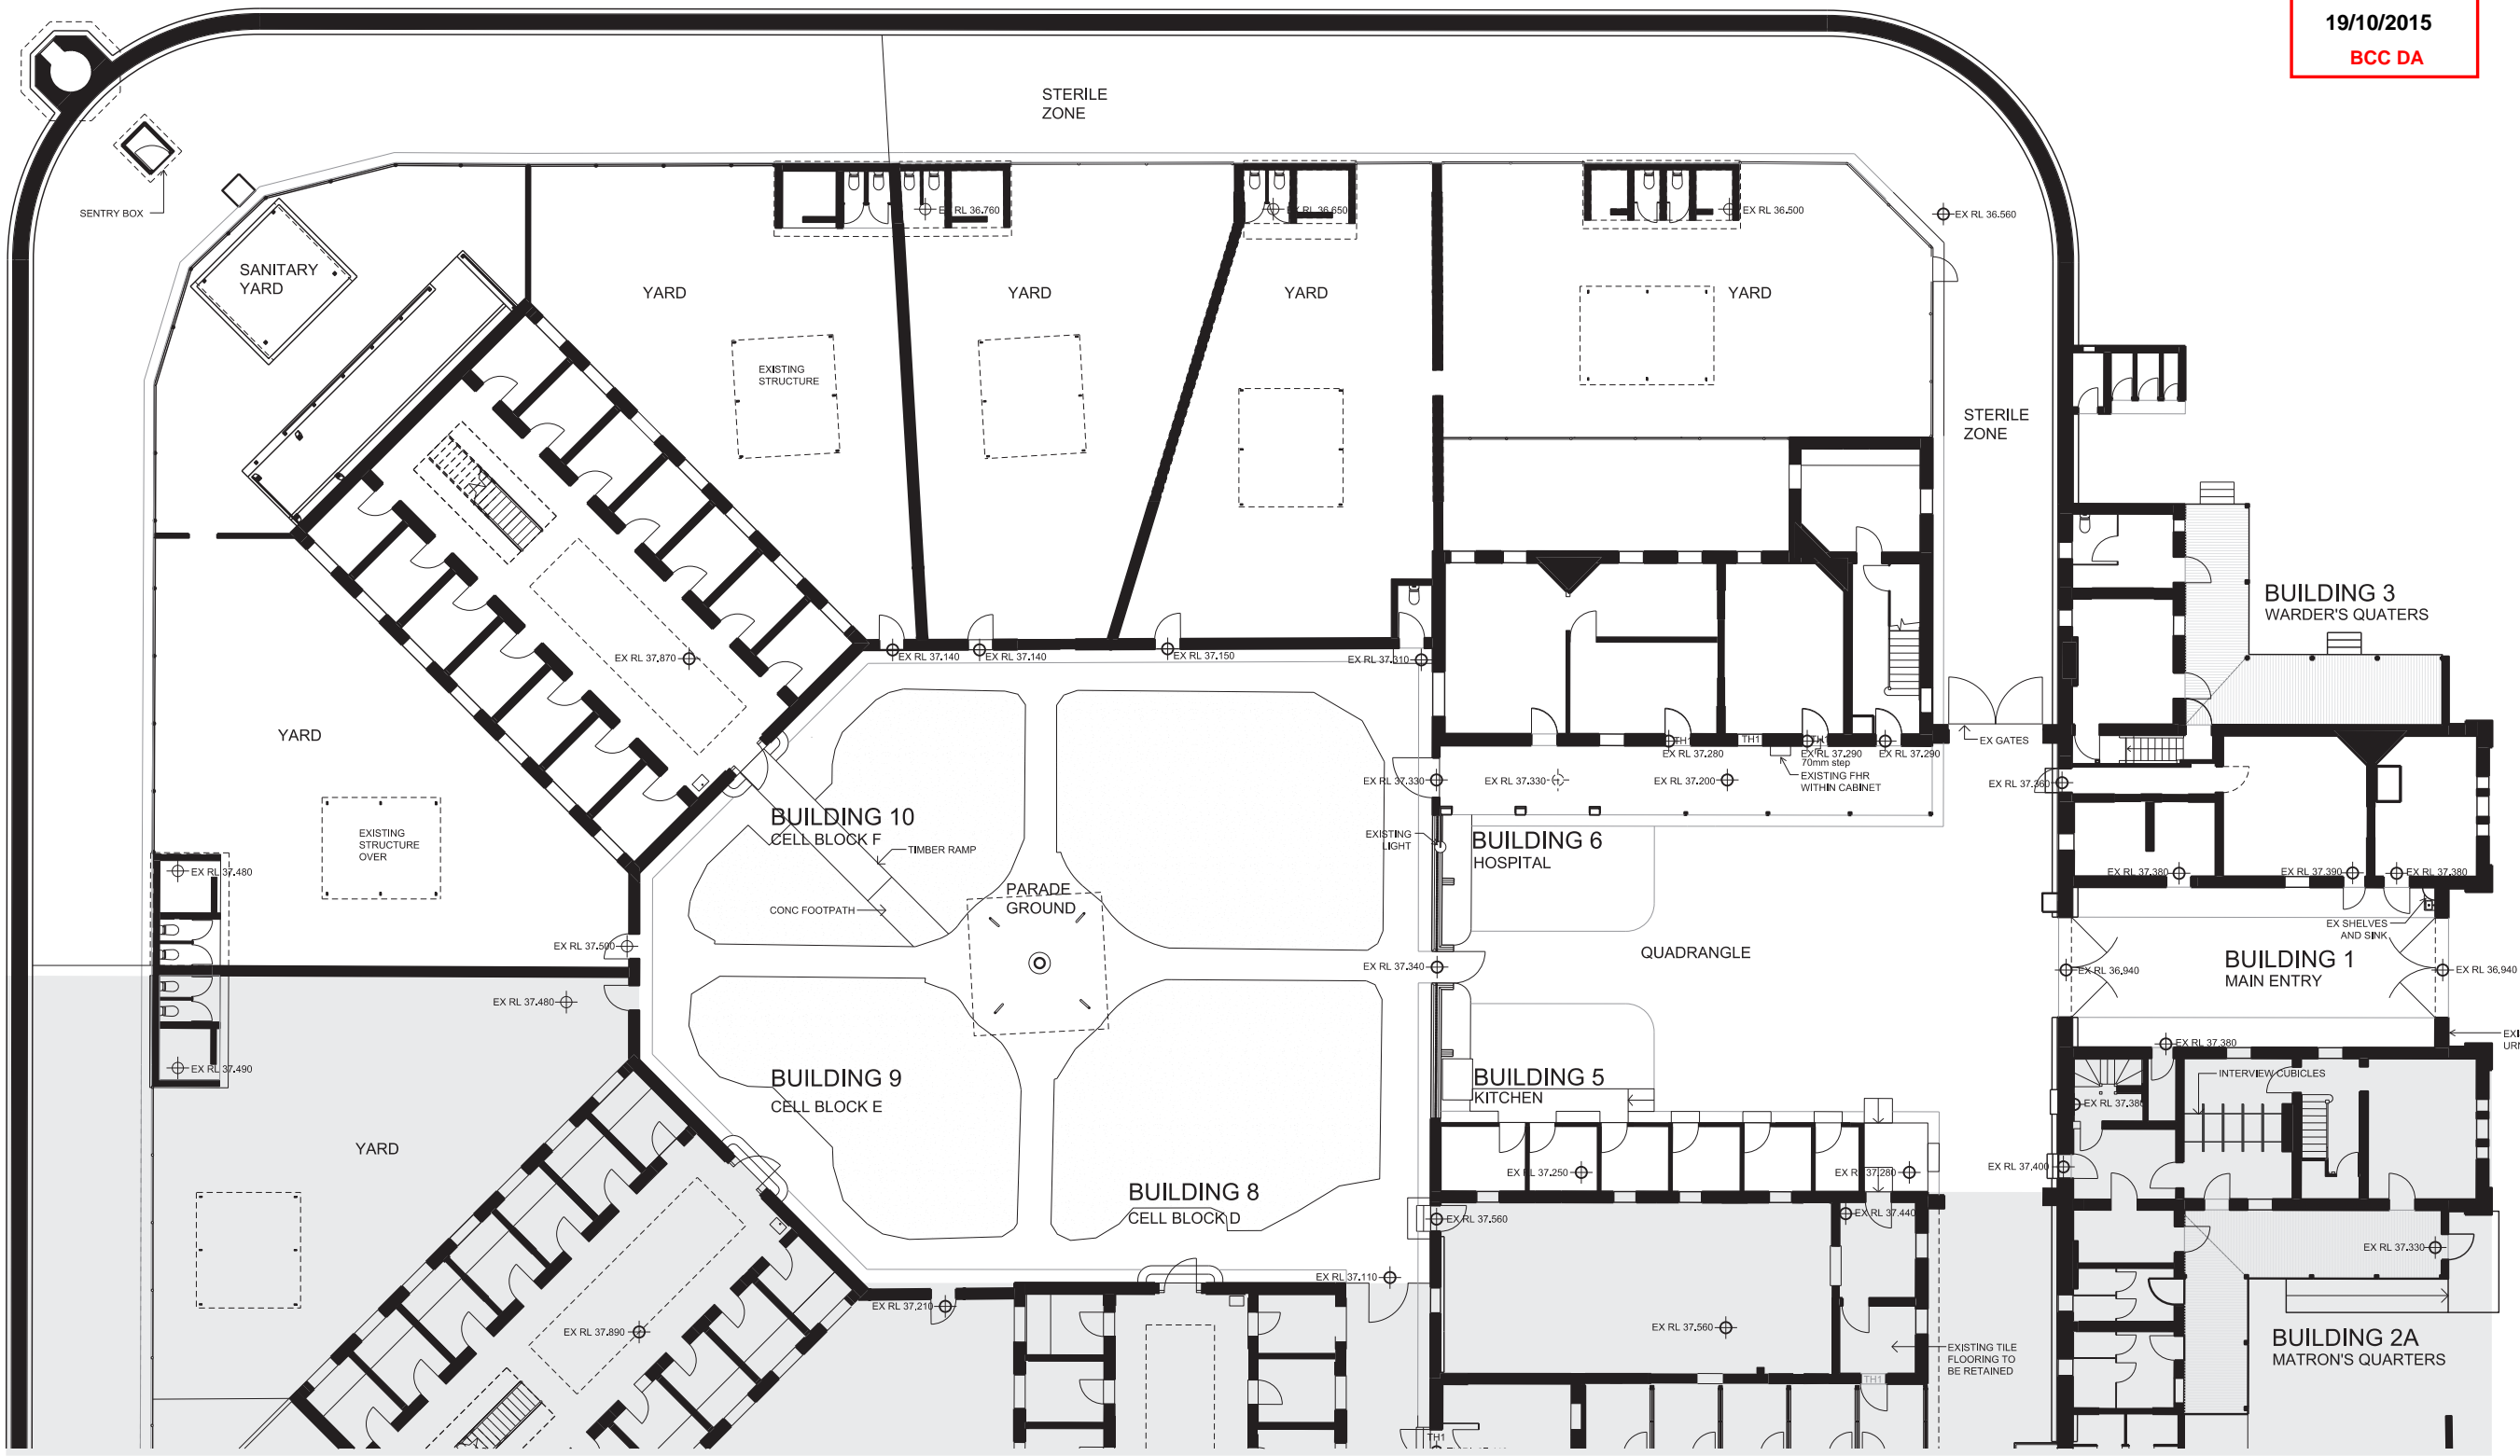 19/10/2015
BCC DA
STERILE
ZONE
SENTRY BOX
EX RL 36.760
EX RL 36.650
EX RL 36.500
EX RL 36.560
SANITARY
YARD
YARD
YARD
YARD
YARD
EXISTING
STRUCTURE
STERILE
ZONE
BUILDING 3
WARDER'S QUATERS
EX RL 37.870
EX RL 37.140
EX RL 37.140
EX RL 37.150
EX RL 37.310
YARD
TH1
TH1
TH1
EX RL 37.280
EX RL 37.290
EX RL 37.290
70mm step
EXISTING FHR
WITHIN CABINET
EX GATES
EX RL 37.330
EX RL 37.330
EX RL 37.200
EX RL 37.360
BUILDING 10
CELL BLOCK F
TIMBER RAMP
EXISTING
LIGHT
BUILDING 6
HOSPITAL
EXISTING
STRUCTURE
OVER
EX RL 37.480
PARADE
GROUND
CONC FOOTPATH
EX RL 37.380
EX RL 37.390
EX RL 37.380
EX SHELVES
AND SINK
EX RL 37.500
QUADRANGLE
EX RL 37.340
BUILDING 1
MAIN ENTRY
EX RL 36.940
EX RL 36.940
EX RL 37.480
EX RL 37.490
EX RL 37.380
BUILDING 9
CELL BLOCK E
BUILDING 5
KITCHEN
INTERVIEW CUBICLES
EX RL 37.380
YARD
EX RL 37.250
EX RL 37.280
EX RL 37.400
BUILDING 8
CELL BLOCK D
EX RL 37.560
EX RL 37.440
EX RL 37.330
EX RL 37.110
EX RL 37.210
EX RL 37.890
EX RL 37.560
EXISTING TILE
FLOORING TO
BE RETAINED
BUILDING 2A
MATRON'S QUARTERS
TH1
TH1